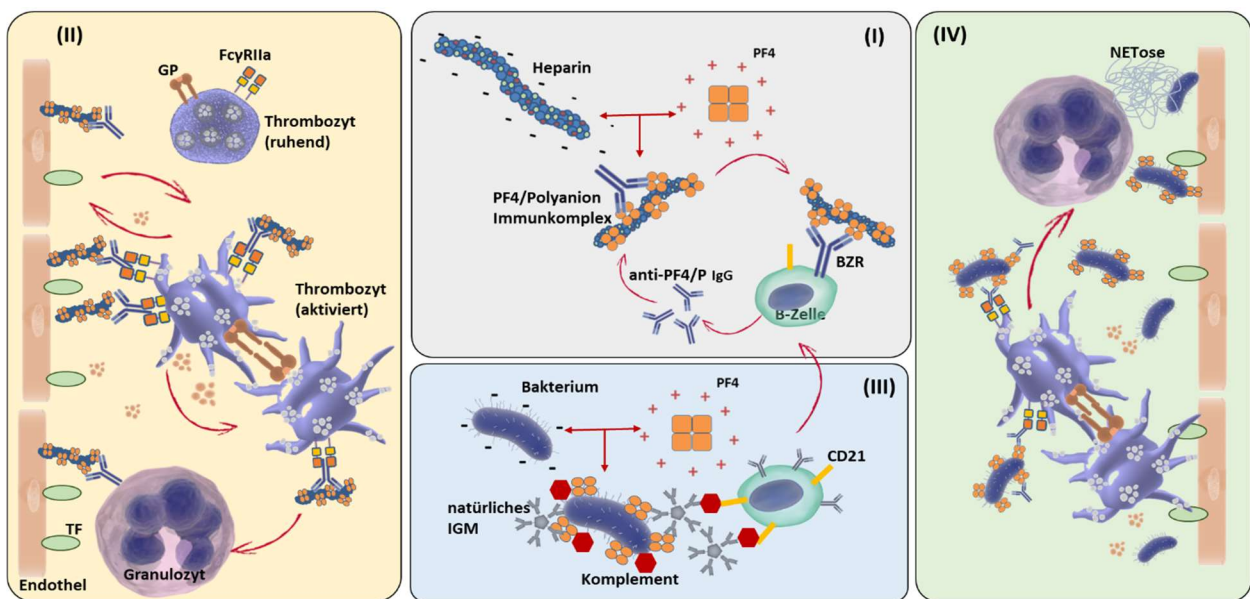 (II)
FcyRIIa
GP
Thrombozyt
(ruhend)
Thrombozyt
(aktiviert)
TF
Endothel
Granulozyt
(I)
Heparin
PF4
PF4/Polyanion
Immunkomplex
BZR
anti-PF4/P IgG
B-Zelle
(III)
Bakterium
PF4
CD21
natürliches
IGM
Komplement
(IV)
NETose